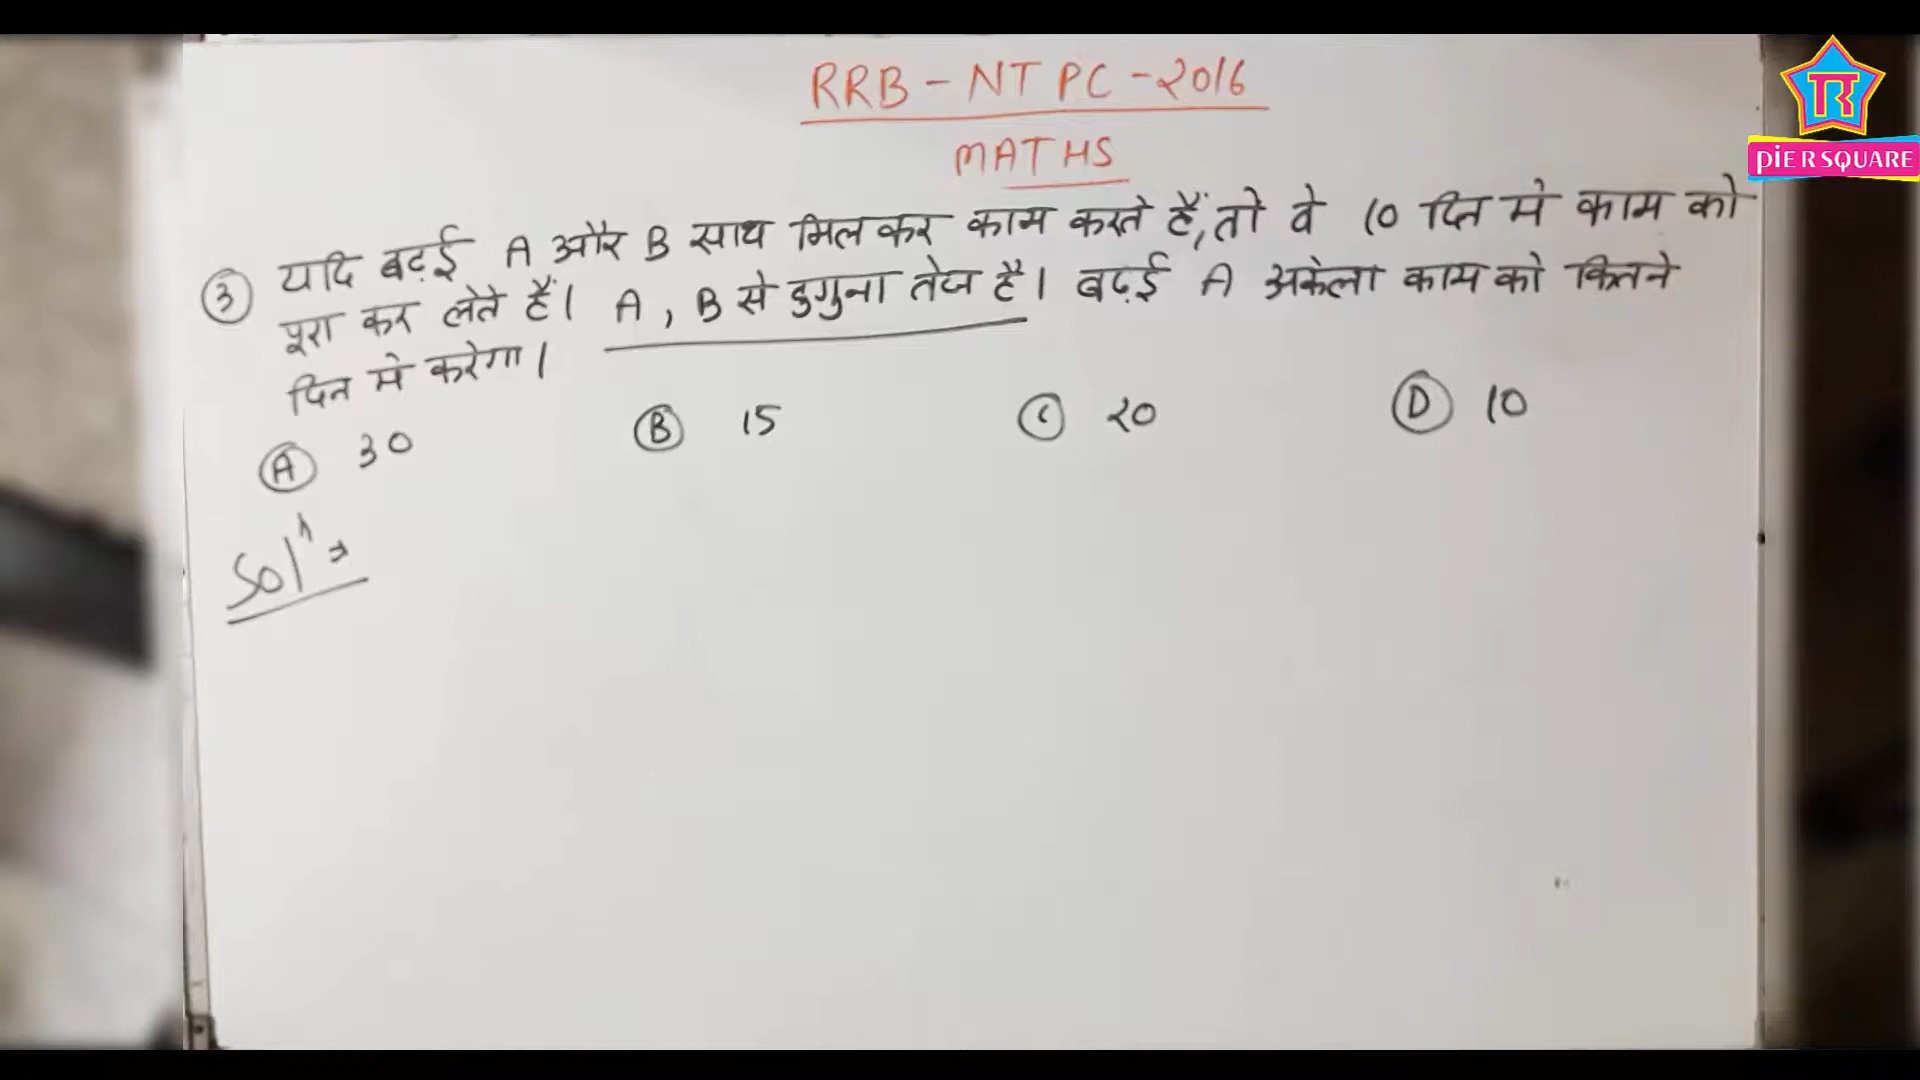 RRB - NTPC - २०१6
MATHS
③ यदि बढ़ई A और B साथ मिलकर काम करते हैं, तो वे 10 दिन मे काम को
पूरा कर लेते हैं। A, B से दुगुना तेज है। बढ़ई A अकेला काम को कितने
दिन मे करेगा।
Ⓐ 30 Ⓑ 15 Ⓒ 20 Ⓓ 10
Solⁿ ⇒
PiE R SQUARE